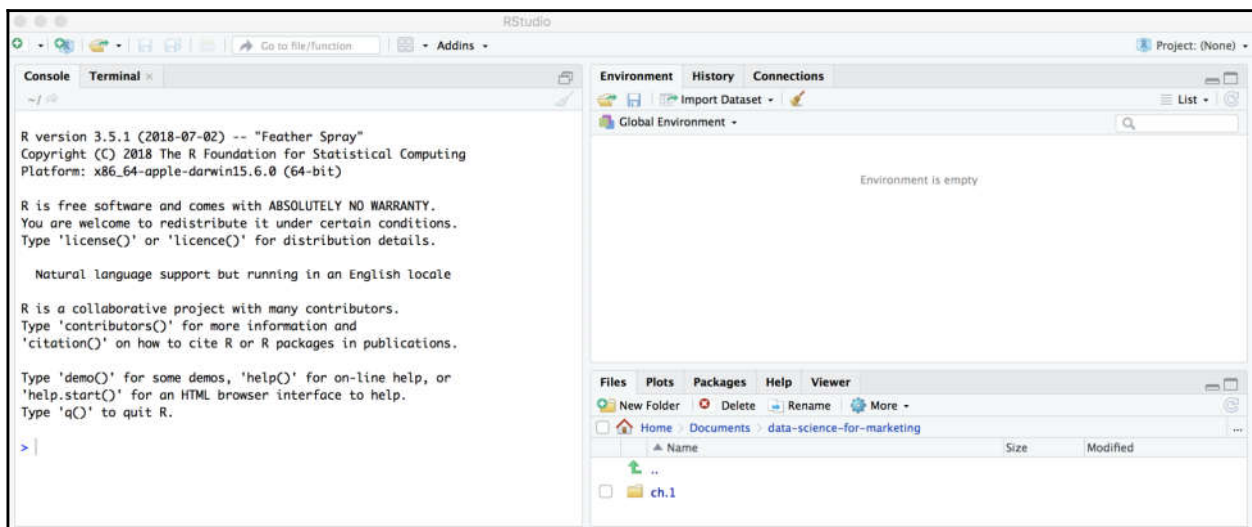 RStudio
Go to file/function Addins Project: (None)
Console Terminal
~/
R version 3.5.1 (2018-07-02) -- "Feather Spray"
Copyright (C) 2018 The R Foundation for Statistical Computing
Platform: x86_64-apple-darwin15.6.0 (64-bit)
R is free software and comes with ABSOLUTELY NO WARRANTY.
You are welcome to redistribute it under certain conditions.
Type 'license()' or 'licence()' for distribution details.
Natural language support but running in an English locale
R is a collaborative project with many contributors.
Type 'contributors()' for more information and
'citation()' on how to cite R or R packages in publications.
Type 'demo()' for some demos, 'help()' for on-line help, or
'help.start()' for an HTML browser interface to help.
Type 'q()' to quit R.
>
Environment History Connections
Import Dataset List
Global Environment
Environment is empty
Files Plots Packages Help Viewer
New Folder Delete Rename More
Home Documents data-science-for-marketing ...
Name Size Modified
..
ch.1